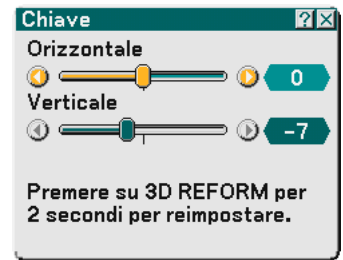 Chiave
Orizzontale
0
Verticale
-7
Premere su 3D REFORM per
2 secondi per reimpostare.